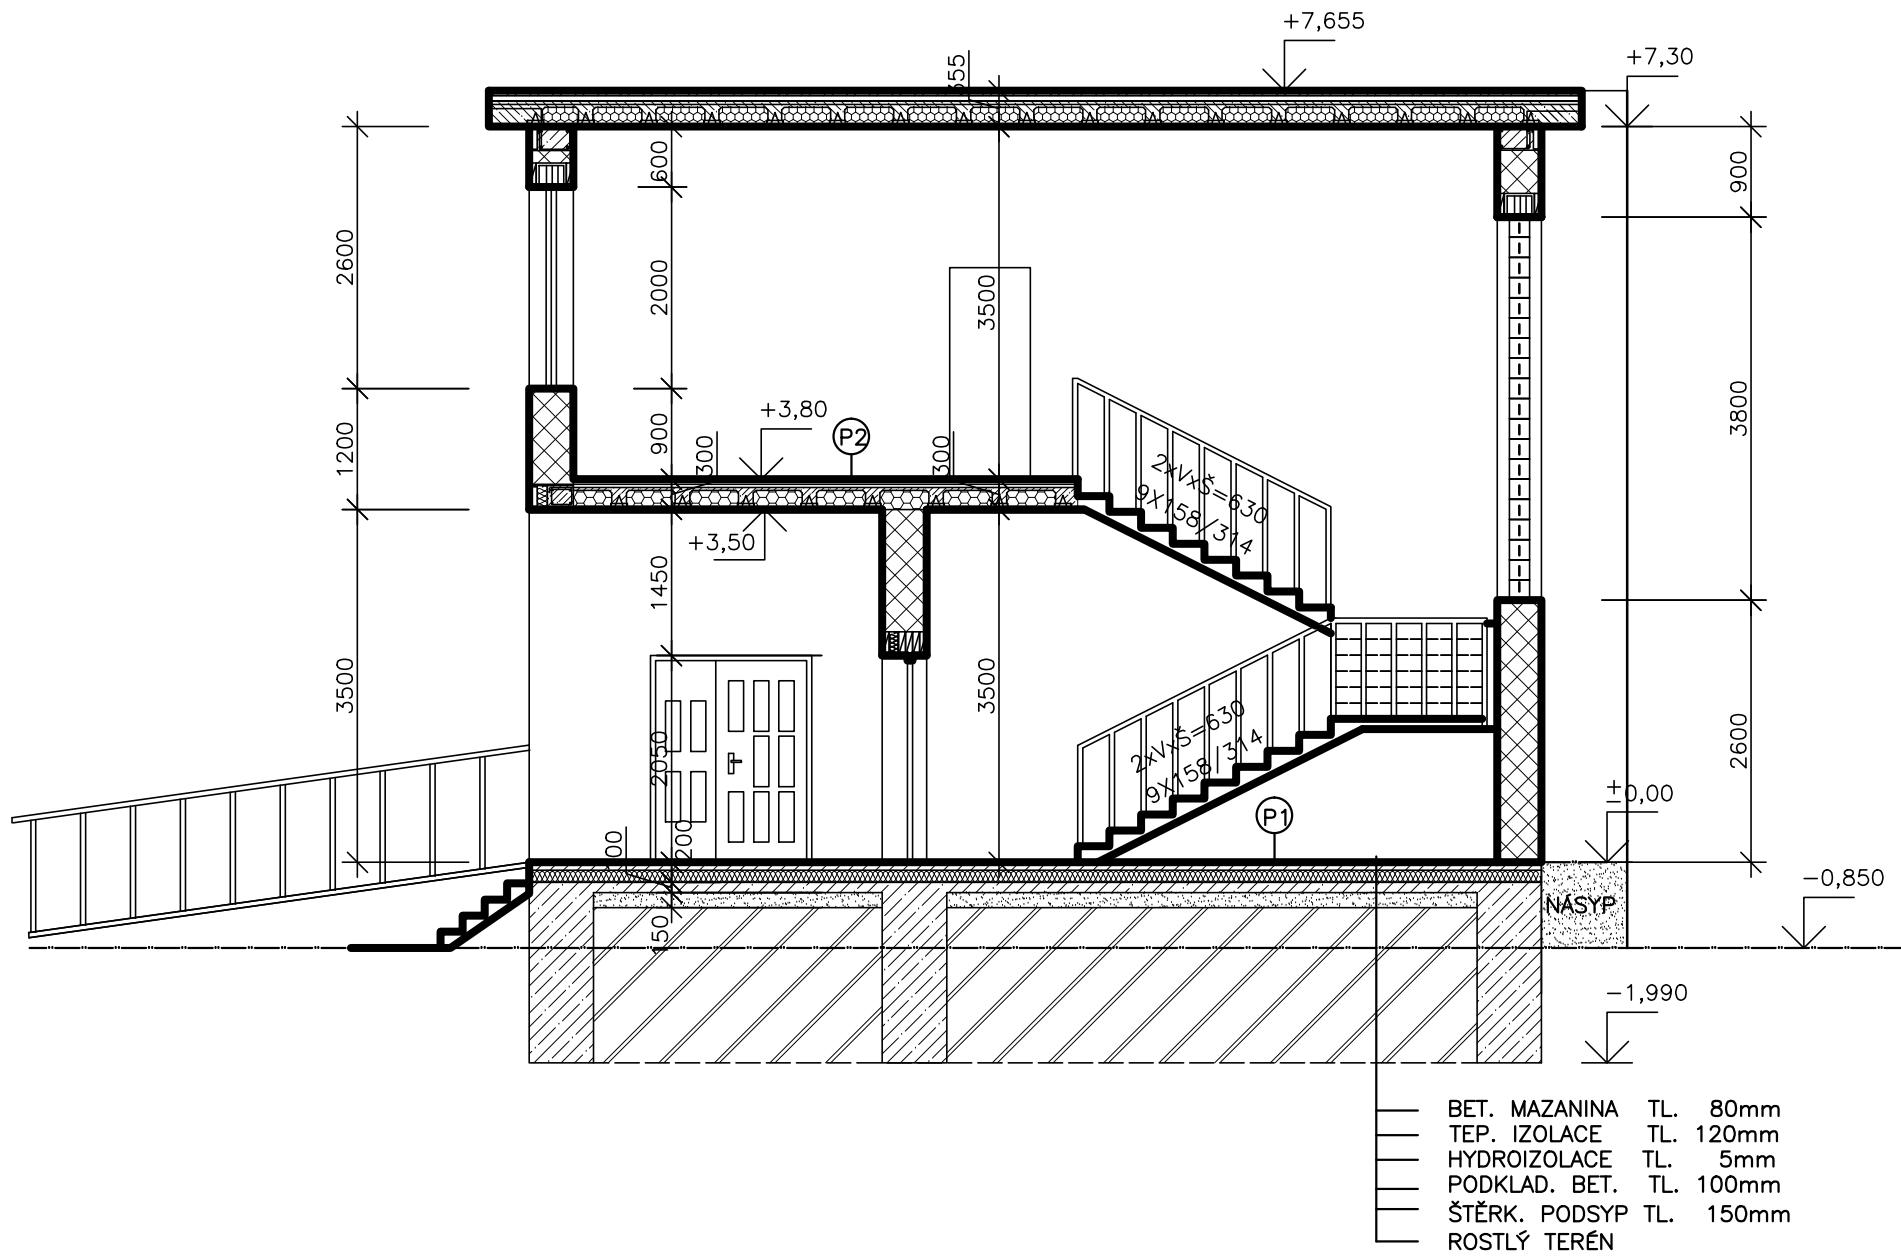 +7,655
+7,30
355
600
900
2600
2000
3500
3800
+3,80
P2
900
300
300
1200
2xVxŠ=630
9X158/314
+3,50
1450
3500
3500
2xVxŠ=630
9X158/314
2050
2600
±0,00
P1
200
-0,850
NÁSYP
150
-1,990
BET. MAZANINA TL. 80mm
TEP. IZOLACE TL. 120mm
HYDROIZOLACE TL. 5mm
PODKLAD. BET. TL. 100mm
ŠTĚRK. PODSYP TL. 150mm
ROSTLÝ TERÉN